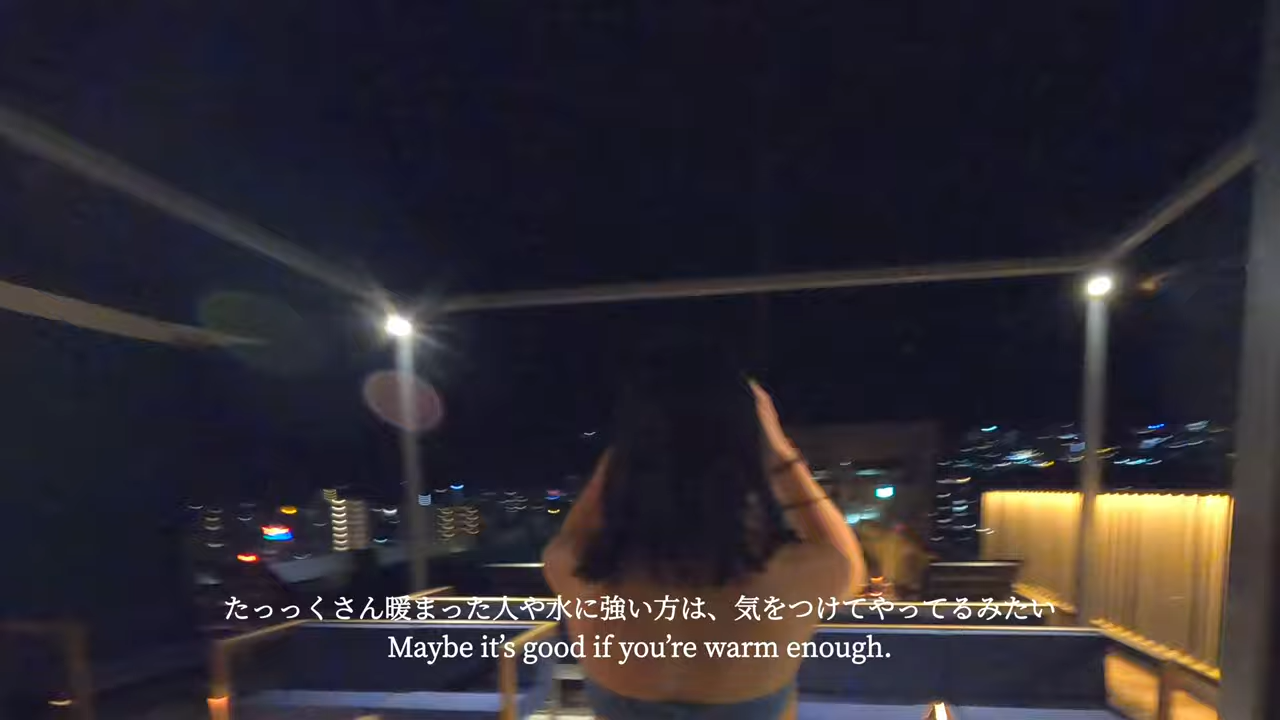 たっっくさん暖まった人や水に強い方は、気をつけてやってるみたい
Maybe it’s good if you’re warm enough.